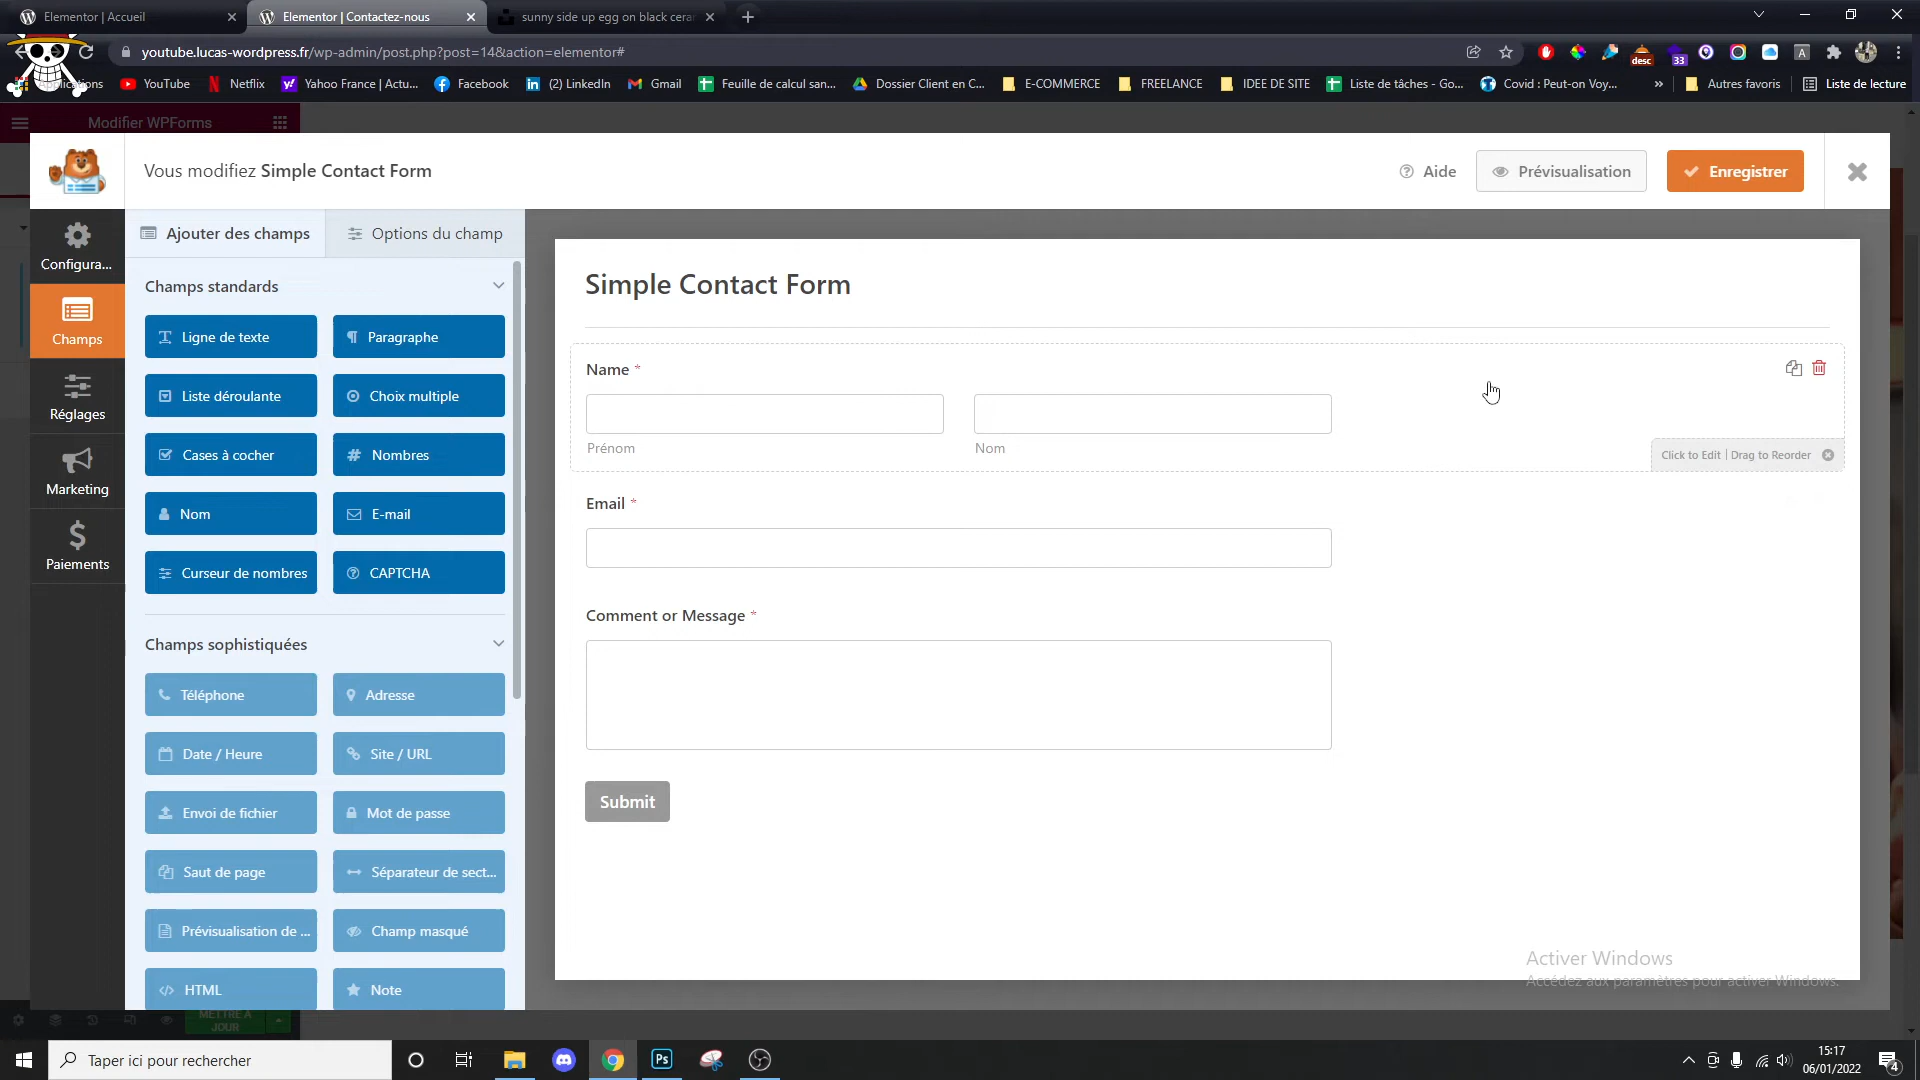 Elementor | Accueil
Elementor | Contactez-nous
sunny side up egg on black cerar
youtube.lucas-wordpress.fr/wp-admin/post.php?post=14&action=elementor#
desc
33
YouTube
Netflix
Yahoo France | Actu...
Facebook
(2) LinkedIn
Gmail
Feuille de calcul san...
Dossier Client en C...
E-COMMERCE
FREELANCE
IDEE DE SITE
Liste de tâches - Go...
Covid : Peut-on Voy...
»
Autres favoris
Liste de lecture
Modifier WPForms
Vous modifiez Simple Contact Form
Aide
Prévisualisation
Enregistrer
Configura...
Champs
Réglages
Marketing
Paiements
Ajouter des champs
Options du champ
Champs standards
Ligne de texte
Paragraphe
Liste déroulante
Choix multiple
Cases à cocher
Nombres
Nom
E-mail
Curseur de nombres
CAPTCHA
Champs sophistiquées
Téléphone
Adresse
Date / Heure
Site / URL
Envoi de fichier
Mot de passe
Saut de page
Séparateur de sect...
Prévisualisation de ...
Champ masqué
HTML
Note
Simple Contact Form
Name *
Prénom
Nom
Click to Edit | Drag to Reorder
Email *
Comment or Message *
Submit
Activer Windows
Accédez aux paramètres pour activer Windows.
METTRE À
JOUR
Taper ici pour rechercher
Ps
15:17
06/01/2022
4